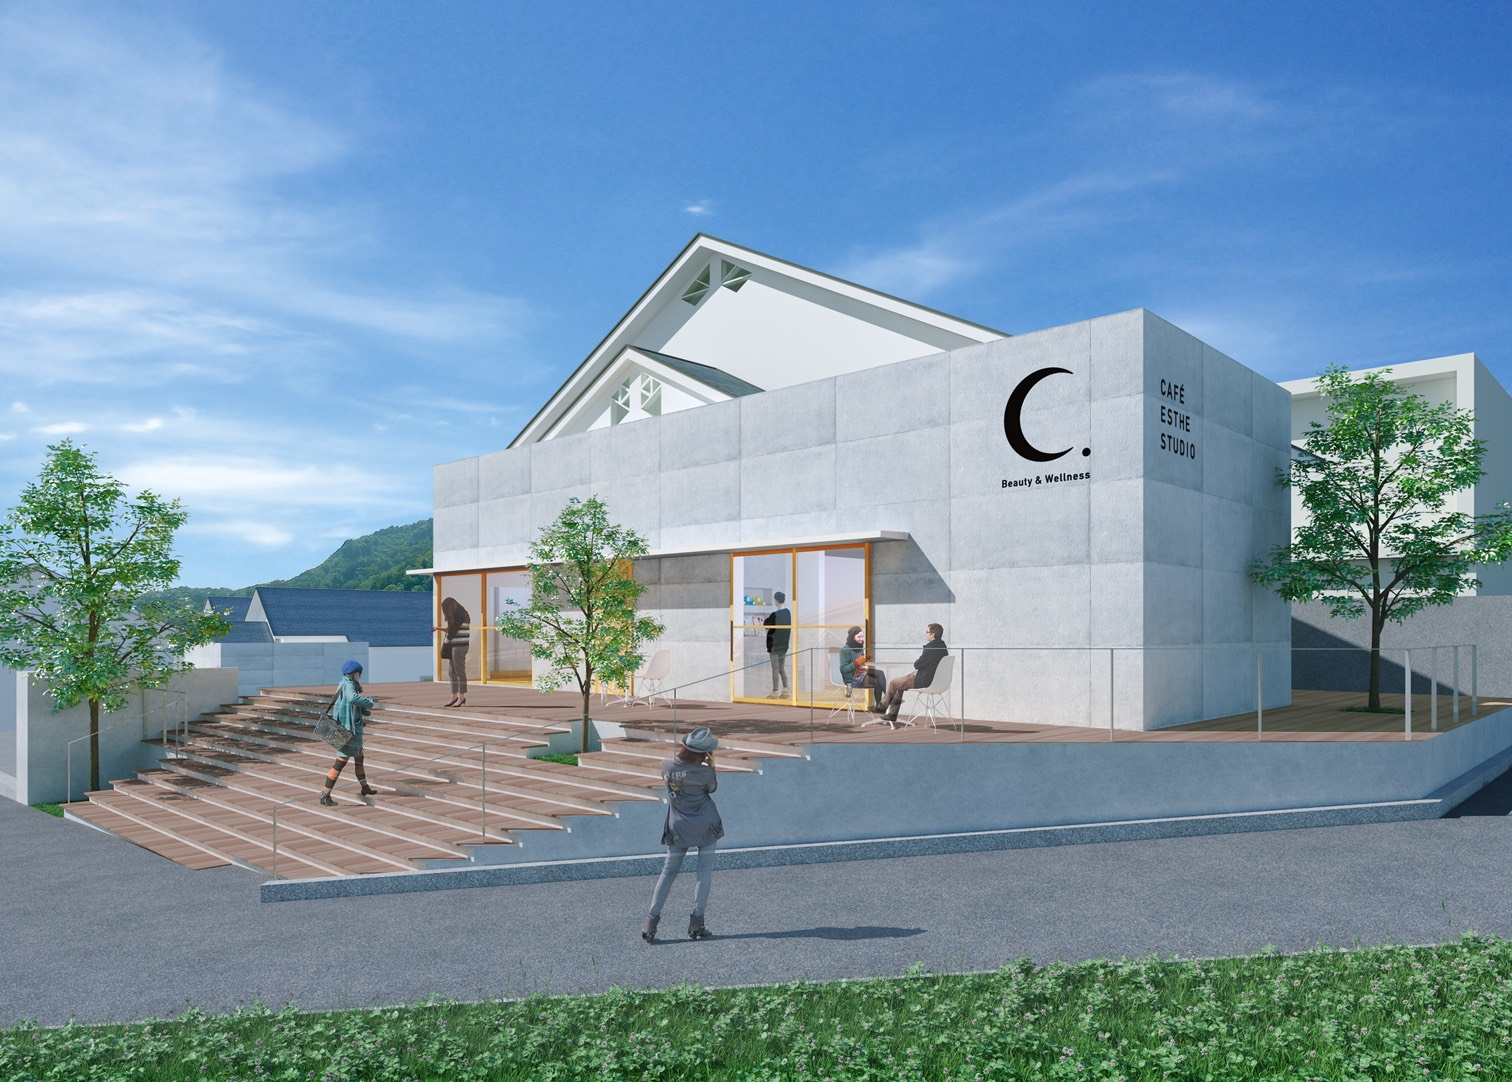 C.
Beauty & Wellness
CAFÉ
ESTHE
STUDIO